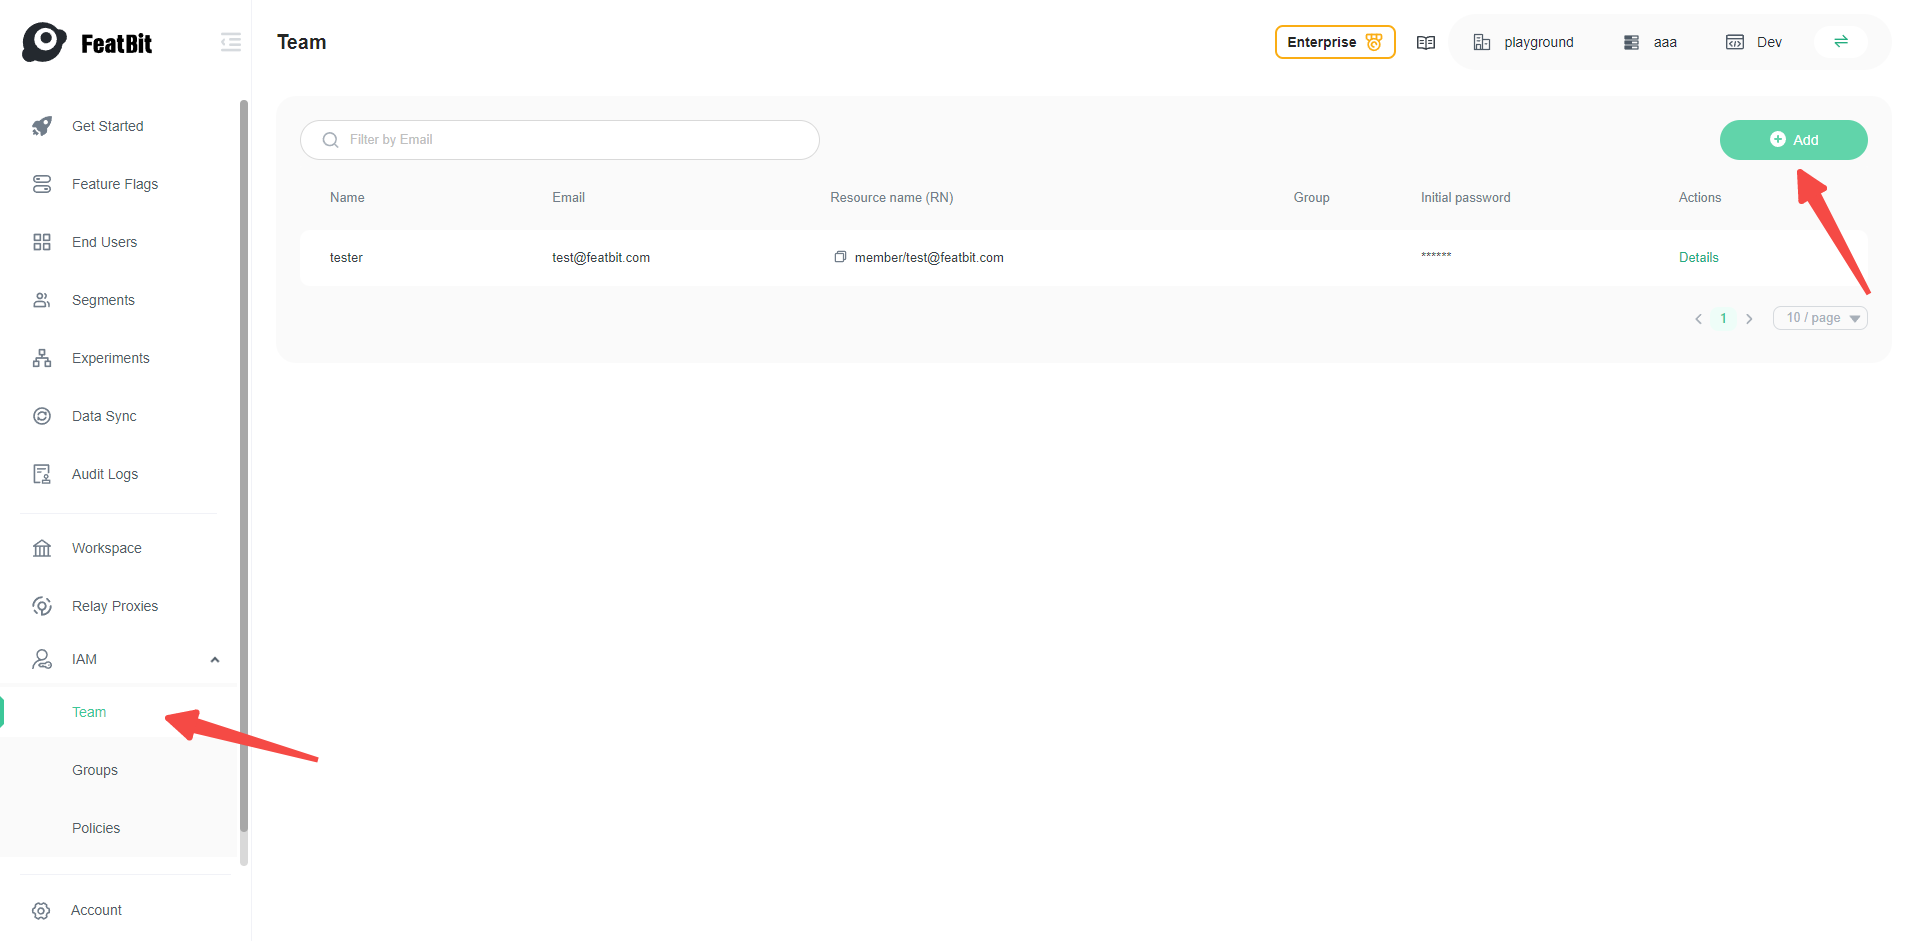 FeatBit
Team
Enterprise
playground
aaa
Dev
Get Started
Feature Flags
End Users
Segments
Experiments
Data Sync
Audit Logs
Workspace
Relay Proxies
IAM
Team
Groups
Policies
Account
Filter by Email
Add
Name Email Resource name (RN) Group Initial password Actions
tester test@featbit.com member/test@featbit.com ****** Details
1 10 / page